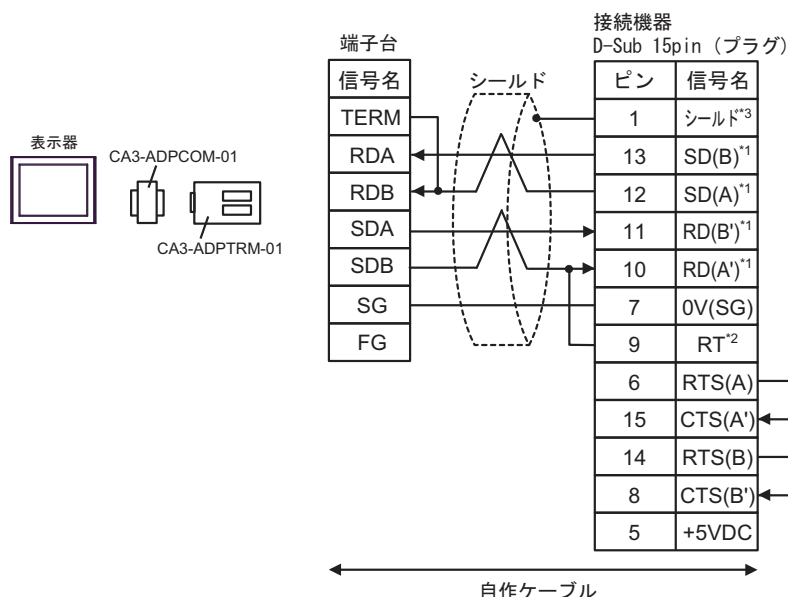 接続機器
D-Sub 15pin (プラグ)
端子台
信号名
シールド
ピン 信号名
TERM
1 シールド*3
RDA
13 SD(B)*1
RDB
12 SD(A)*1
SDA
11 RD(B')*1
SDB
10 RD(A')*1
SG
7 0V(SG)
FG
9 RT*2
6 RTS(A)
15 CTS(A')
14 RTS(B)
8 CTS(B')
5 +5VDC
表示器
CA3-ADPCOM-01
CA3-ADPTRM-01
自作ケーブル